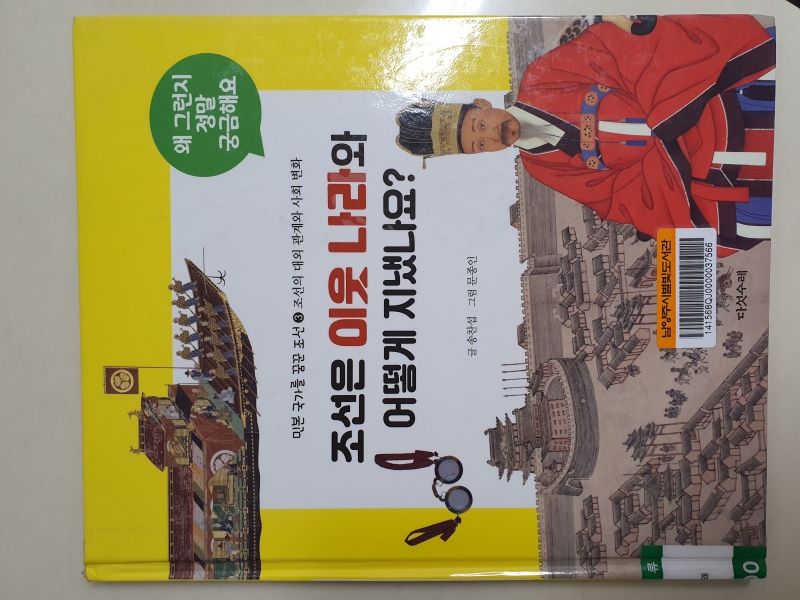 왜 그런지
정말
궁금해요
민본 국가를 꿈꾼 조선 ❸ 조선의 대외 관계와 사회 변화
조선은 이웃 나라와
어떻게 지냈나요?
글 송찬섭 그림 문종인
남양주시별빛도서관
141568QJ0000037566
다섯수레
류